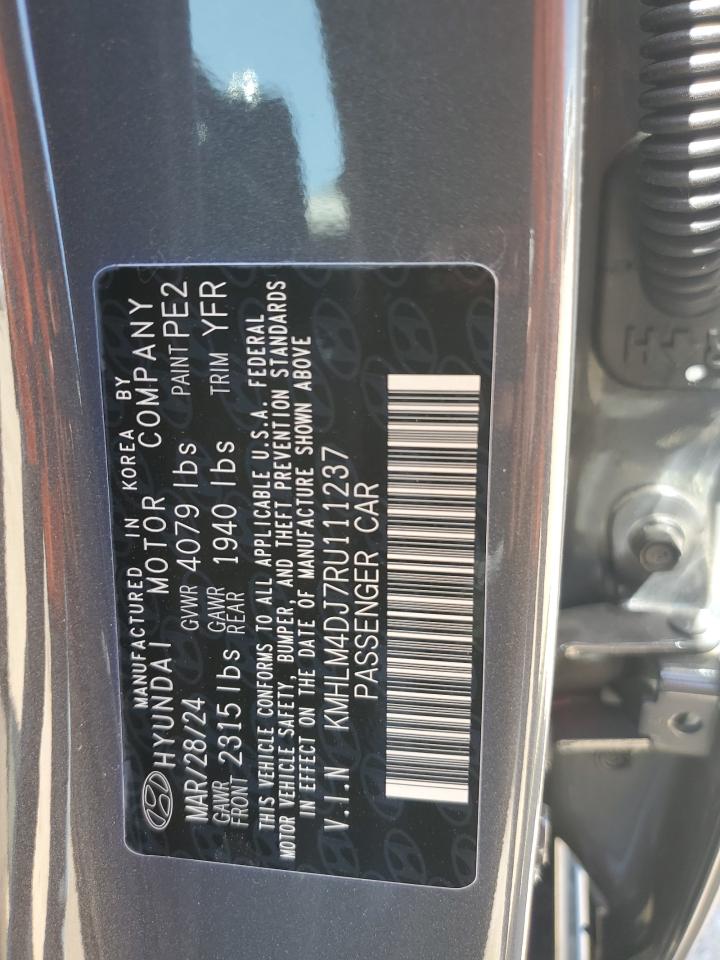 MANUFACTURED IN KOREA BY
HYUNDAI MOTOR COMPANY
MAR/28/24 GVWR 4079 lbs PAINT PE2
GAWR FRONT 2315 lbs GAWR REAR 1940 lbs TRIM YFR
THIS VEHICLE CONFORMS TO ALL APPLICABLE U.S.A. FEDERAL
MOTOR VEHICLE SAFETY, BUMPER, AND THEFT PREVENTION STANDARDS
IN EFFECT ON THE DATE OF MANUFACTURE SHOWN ABOVE
V.I.N KMHLM4DJ7RU111237
PASSENGER CAR